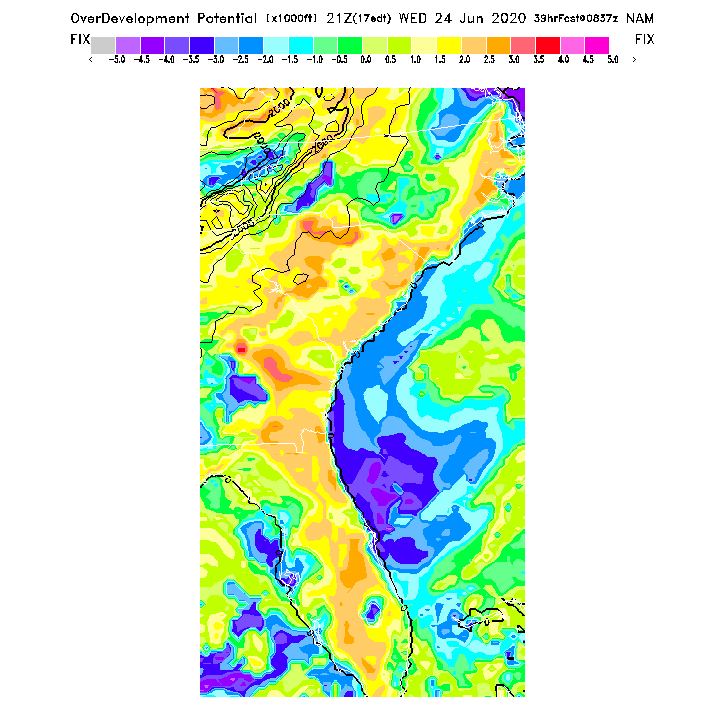 OverDevelopment Potential [x1000ft] 21Z(17edt) WED 24 Jun 2020 39hrFcst@0837z NAM
FIX FIX
< -5.0 -4.5 -4.0 -3.5 -3.0 -2.5 -2.0 -1.5 -1.0 -0.5 0.0 0.5 1.0 1.5 2.0 2.5 3.0 3.5 4.0 4.5 5.0 >
2000
2000